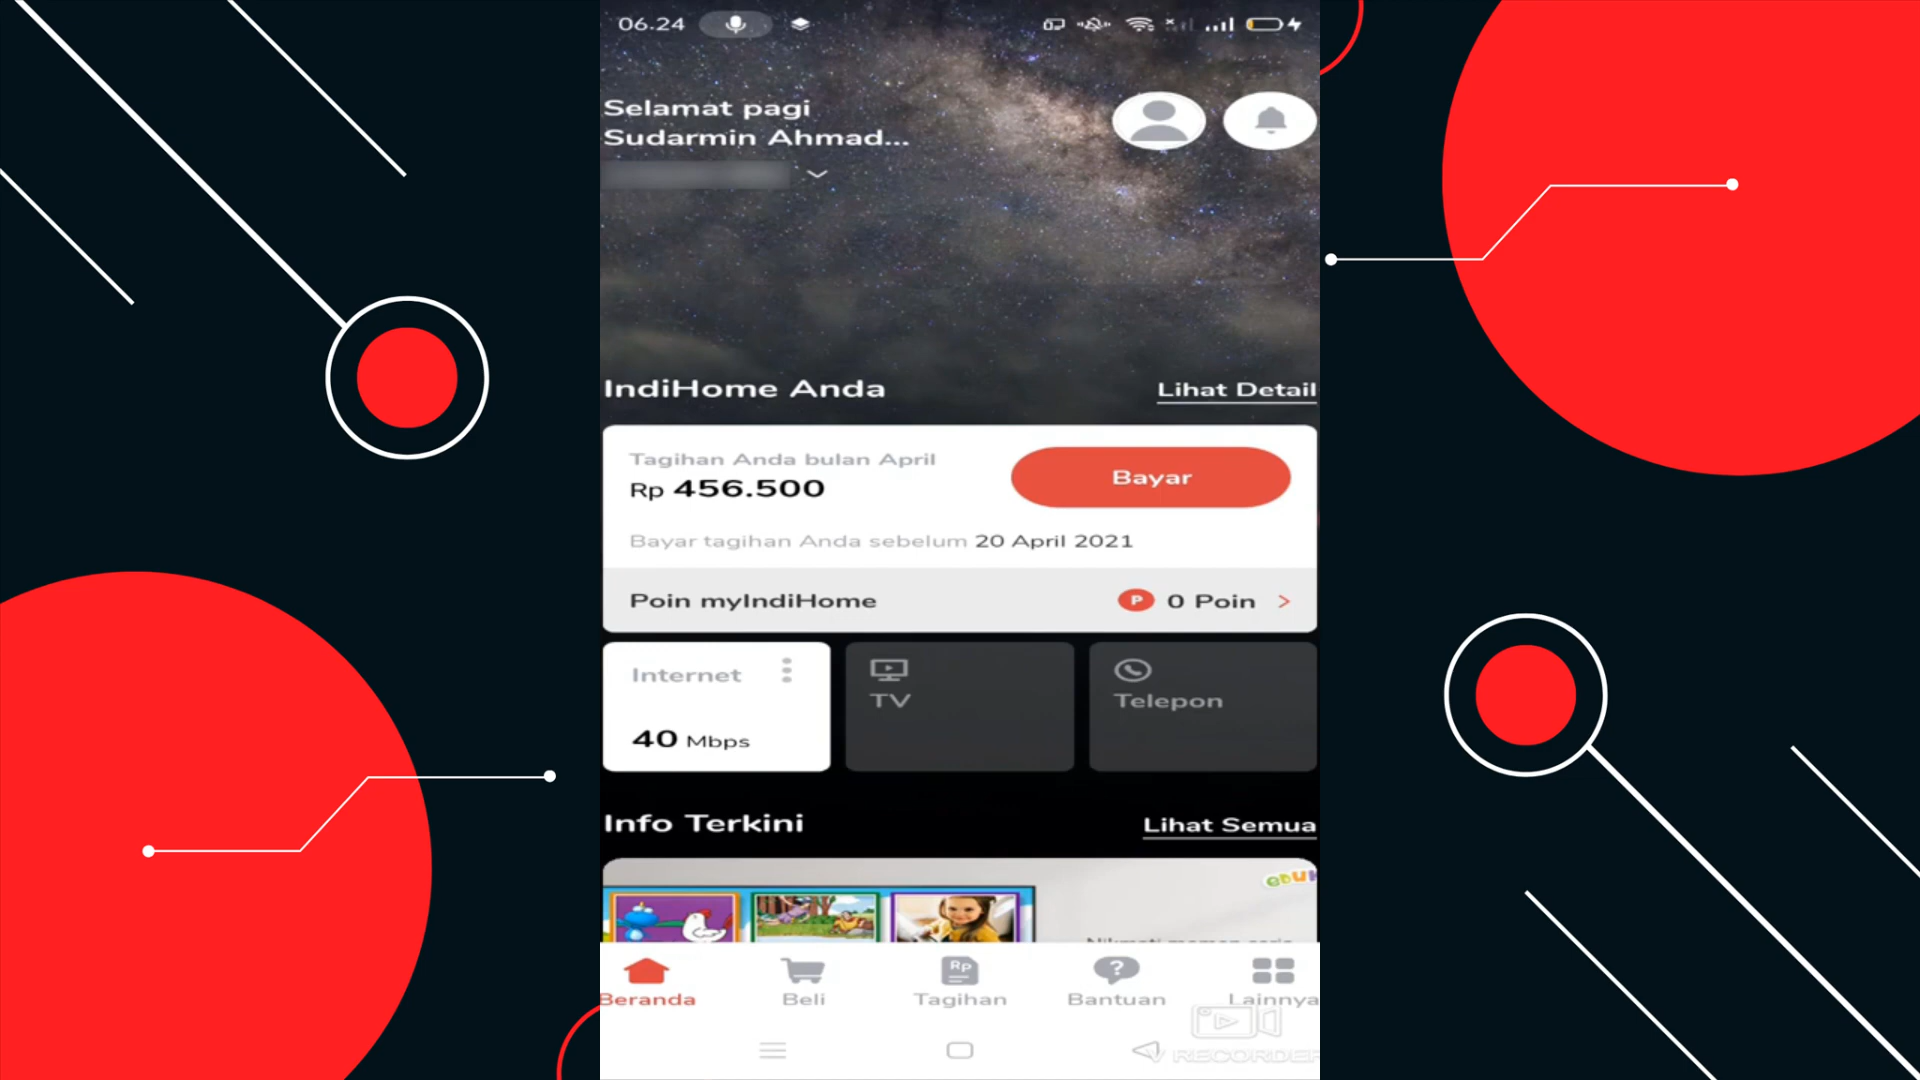 06.24
Selamat pagi
Sudarmin Ahmad...
IndiHome Anda
Lihat Detail
Tagihan Anda bulan April
Rp 456.500
Bayar
Bayar tagihan Anda sebelum 20 April 2021
Poin myIndiHome
P 0 Poin >
Internet
40 Mbps
TV
Telepon
Info Terkini
Lihat Semua
Rp
?
Beranda
Beli
Tagihan
Bantuan
Lainnya
RECORDER